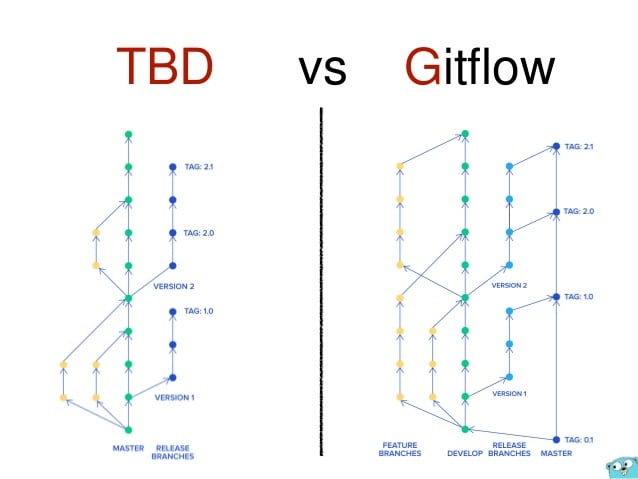 TBD vs Gitflow
TAG: 2.1
TAG: 2.0
VERSION 2
TAG: 1.0
VERSION 1
MASTER RELEASE
BRANCHES
TAG: 2.1
TAG: 2.0
VERSION 2
TAG: 1.0
VERSION 1
TAG: 0.1
FEATURE
BRANCHES
DEVELOP
RELEASE
BRANCHES
MASTER